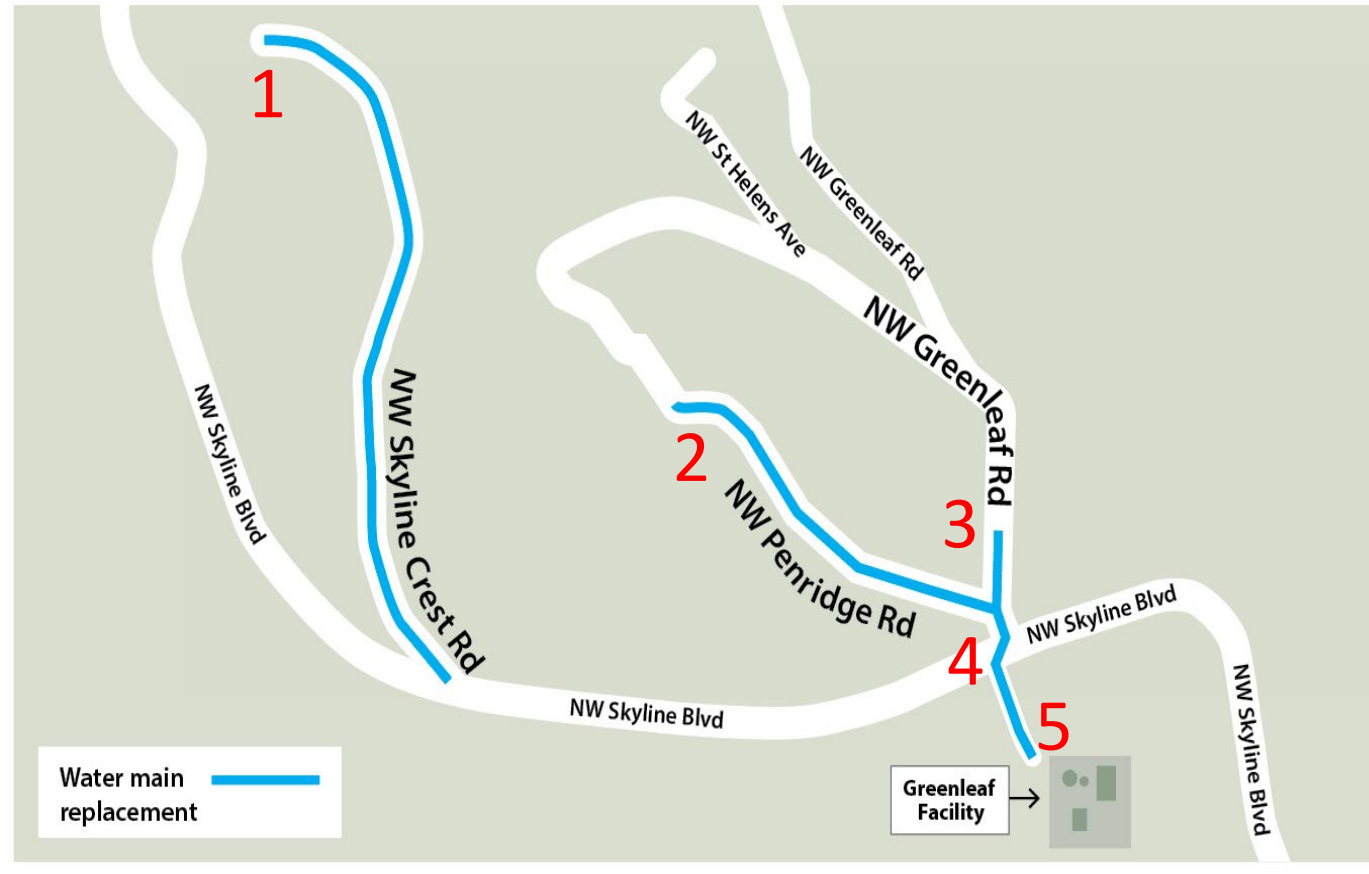 1
NW St Helens Ave
NW Greenleaf Rd
NW Greenleaf Rd
NW Skyline Blvd
NW Skyline Crest Rd
2
NW Penridge Rd
3
4
NW Skyline Blvd
NW Skyline Blvd
NW Skyline Blvd
5
Water main
replacement
Greenleaf
Facility